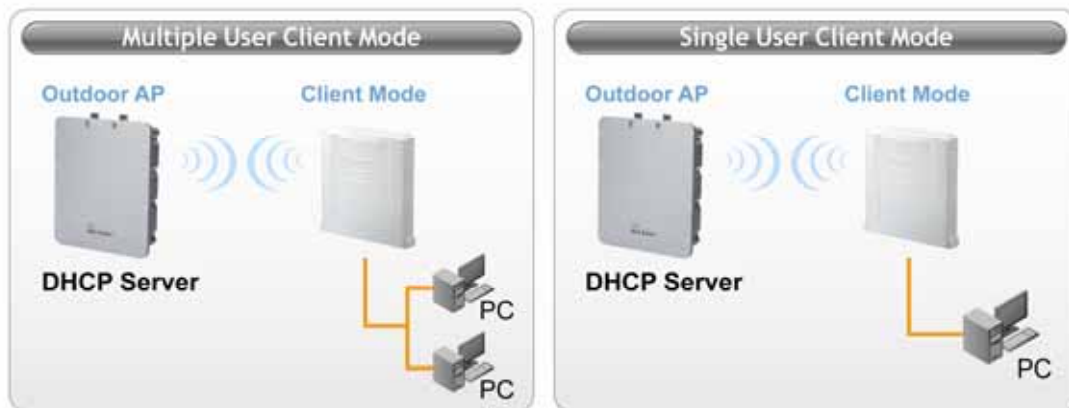 Multiple User Client Mode
Outdoor AP
Client Mode
DHCP Server
PC
PC
Single User Client Mode
Outdoor AP
Client Mode
DHCP Server
PC